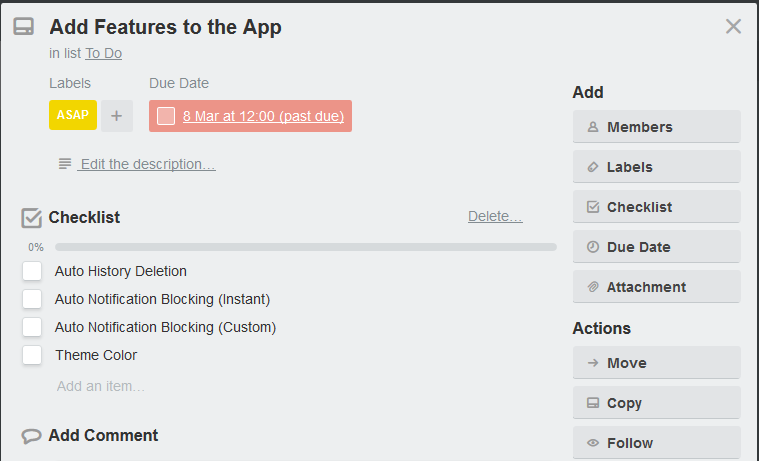 Add Features to the App
in list To Do
Labels
Due Date
ASAP
+
8 Mar at 12:00 (past due)
Edit the description…
Checklist
Delete…
0%
Auto History Deletion
Auto Notification Blocking (Instant)
Auto Notification Blocking (Custom)
Theme Color
Add an item…
Add Comment
Add
Members
Labels
Checklist
Due Date
Attachment
Actions
Move
Copy
Follow